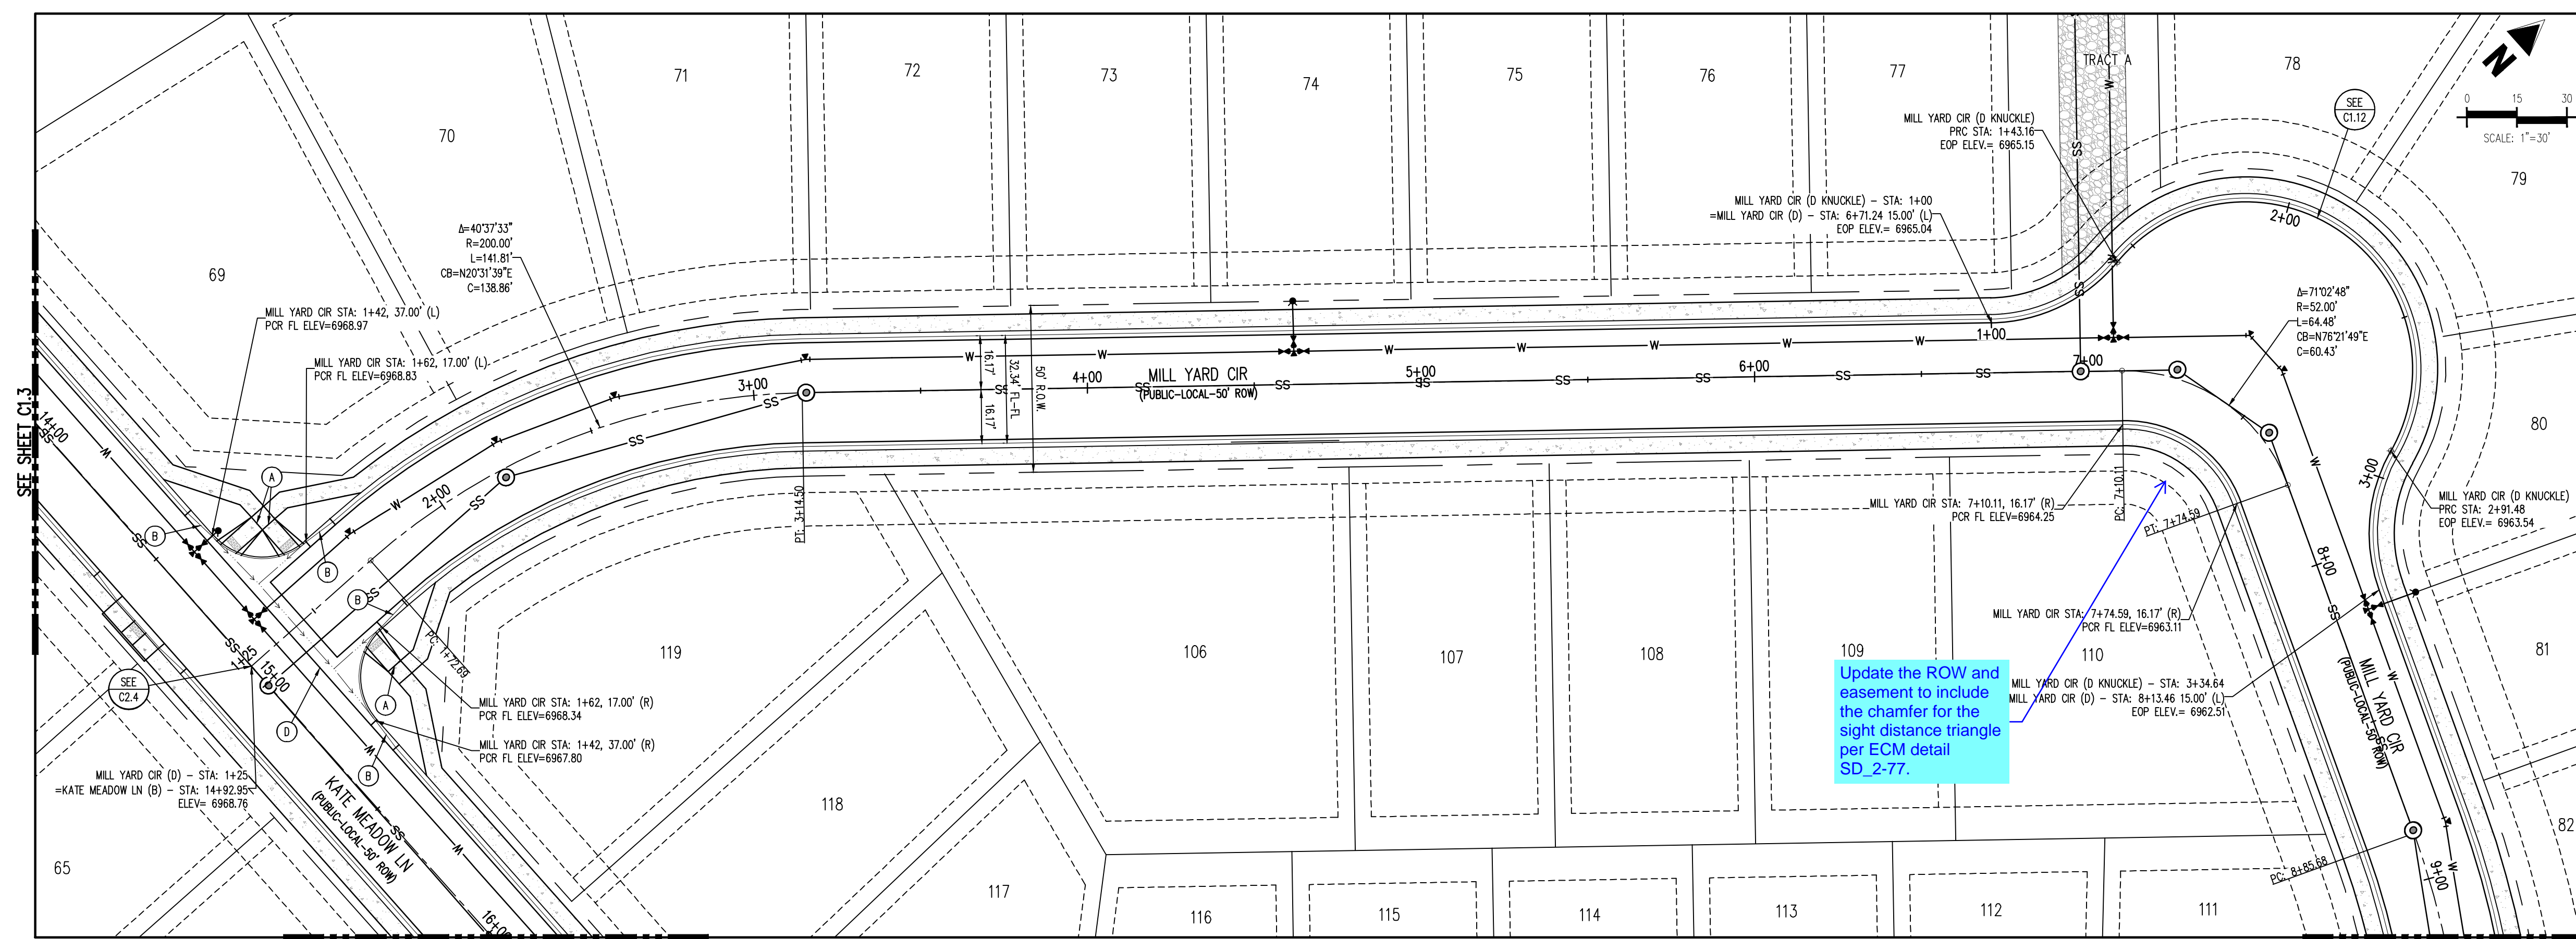 71
72
73
74
75
76
77
TRACT A
78
SEE
C1.12
N
0 15 30
SCALE: 1"=30'
70
79
69
MILL YARD CIR (D KNUCKLE)
PRC STA: 1+43.16
EOP ELEV.= 6965.15
MILL YARD CIR (D KNUCKLE) – STA: 1+00
=MILL YARD CIR (D) – STA: 6+71.24 15.00' (L)
EOP ELEV.= 6965.04
2+00
Δ=40°37'33"
R=200.00'
L=141.81'
CB=N20°31'39"E
C=138.86'
Δ=71°02'48"
R=52.00'
L=64.48'
CB=N76°21'49"E
C=60.43'
MILL YARD CIR STA: 1+42, 37.00' (L)
PCR FL ELEV=6968.97
MILL YARD CIR STA: 1+62, 17.00' (L)
PCR FL ELEV=6968.83
SEE SHEET C1.3
14+00
SS
W
16.17'
32.34' FL-FL
50' R.O.W.
16.17'
3+00
4+00
MILL YARD CIR
(PUBLIC-LOCAL-50' ROW)
5+00
6+00
1+00
7+00
W W W W W W W
SS SS SS SS SS SS SS
80
A
B
2+00
B
B
PC: 1+72.69
PT: 3+14.50
MILL YARD CIR STA: 7+10.11, 16.17' (R)
PCR FL ELEV=6964.25
PC: 7+10.11
PT: 7+74.59
3+00
MILL YARD CIR (D KNUCKLE)
PRC STA: 2+91.48
EOP ELEV.= 6963.54
8+00
MILL YARD CIR STA: 7+74.59, 16.17' (R)
PCR FL ELEV=6963.11
119
106
107
108
109
110
81
SEE
C2.4
1+25
15+00
D
A
B
MILL YARD CIR STA: 1+62, 17.00' (R)
PCR FL ELEV=6968.34
MILL YARD CIR STA: 1+42, 37.00' (R)
PCR FL ELEV=6967.80
Update the ROW and
easement to include
the chamfer for the
sight distance triangle
per ECM detail
SD_2-77.
MILL YARD CIR (D KNUCKLE) – STA: 3+34.64
MILL YARD CIR (D) – STA: 8+13.46 15.00' (L)
EOP ELEV.= 6962.51
MILL YARD CIR
(PUBLIC-LOCAL-50' ROW)
MILL YARD CIR (D) – STA: 1+25
=KATE MEADOW LN (B) – STA: 14+92.95
ELEV= 6968.76
KATE MEADOW LN
(PUBLIC-LOCAL-50' ROW)
16+00
118
82
65
PC: 8+85.68
9+00
117
116
115
114
113
112
111